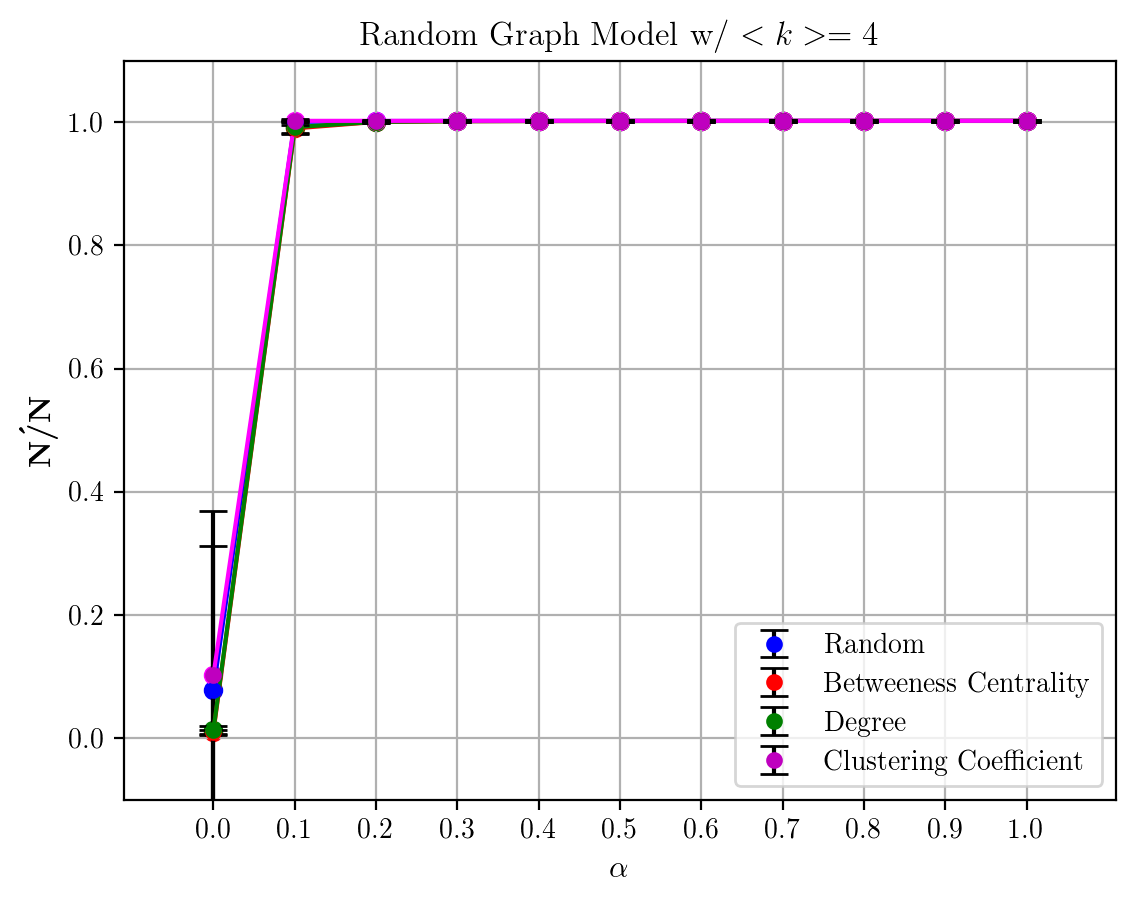 Random Graph Model w/ < k >= 4
N´/N
1.0
0.8
0.6
0.4
0.2
0.0
Random
Betweeness Centrality
Degree
Clustering Coefficient
0.0 0.1 0.2 0.3 0.4 0.5 0.6 0.7 0.8 0.9 1.0
α